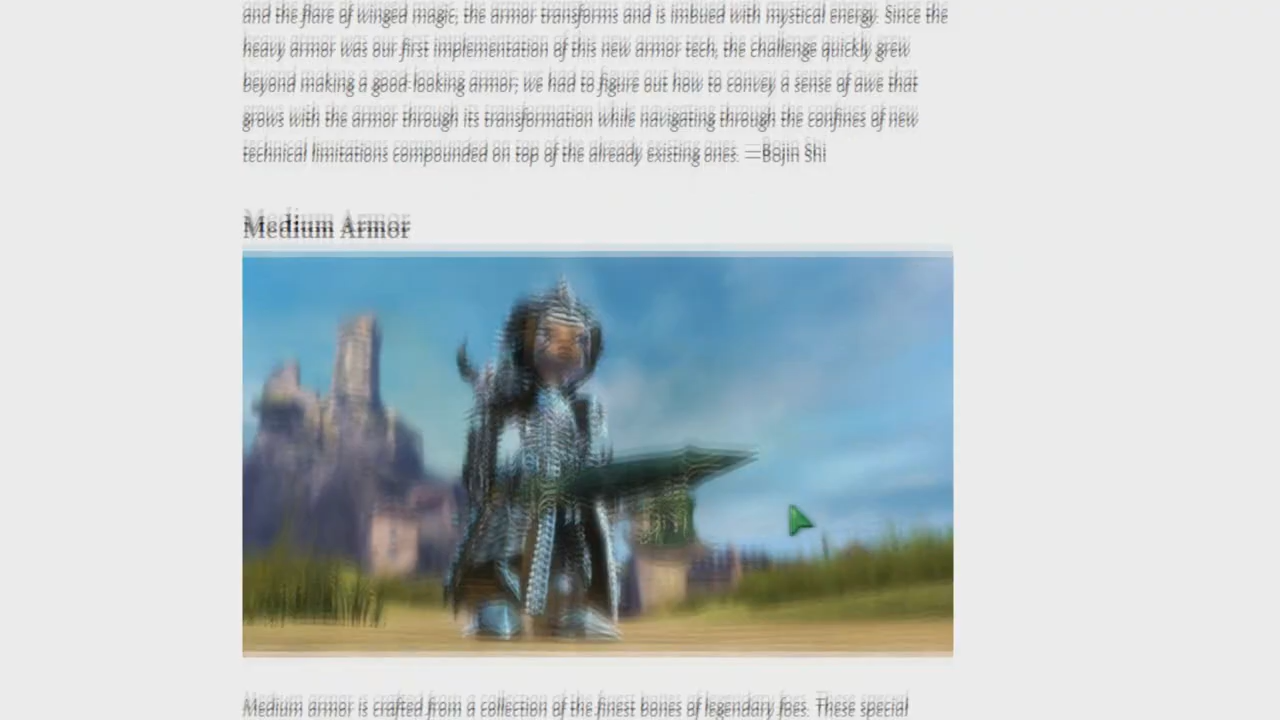 and the flare of winged magic, the armor transforms and is imbued with mystical energy. Since the
heavy armor was our first implementation of this new armor tech, the challenge quickly grew
beyond making a good-looking armor; we had to figure out how to convey a sense of awe that
grows with the armor through its transformation while navigating through the confines of new
technical limitations compounded on top of the already existing ones. —Bojin Shi
Medium Armor
Medium armor is crafted from a collection of the finest bones of legendary foes. These special